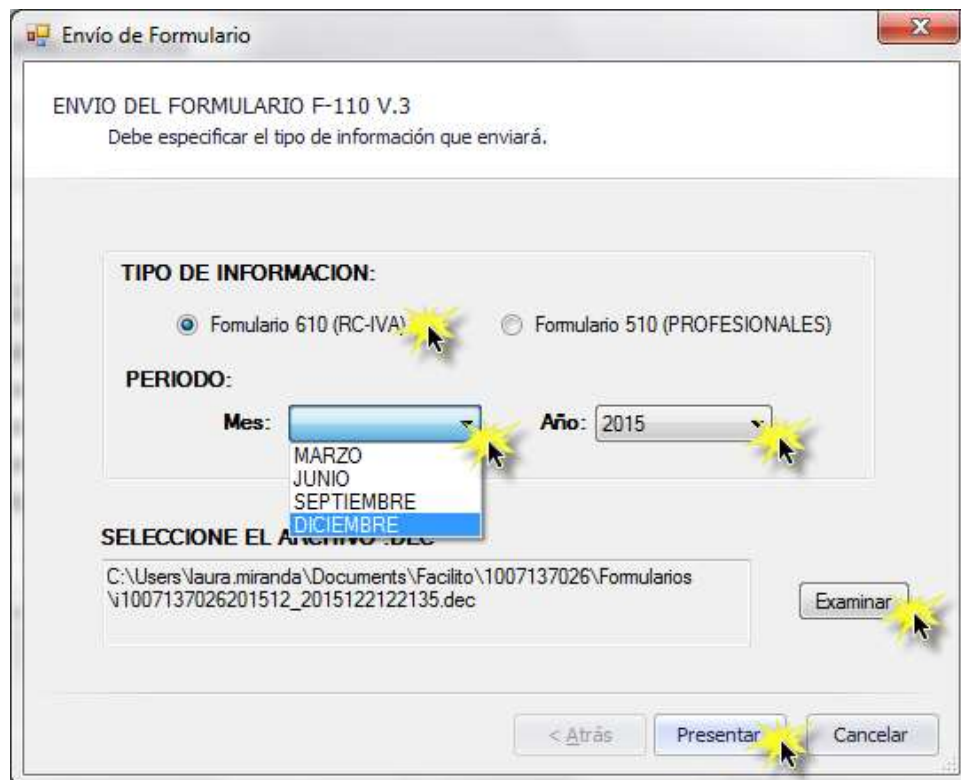 Envío de Formulario
ENVIO DEL FORMULARIO F-110 V.3
Debe especificar el tipo de información que enviará.
TIPO DE INFORMACION:
Fomulario 610 (RC-IVA) Formulario 510 (PROFESIONALES)
PERIODO:
Mes: Año: 2015
MARZO
JUNIO
SEPTIEMBRE
DICIEMBRE
SELECCIONE EL ARCHIVO .DEC
C:\Users\laura.miranda\Documents\Facilito\1007137026\Formularios
\i1007137026201512_2015122122135.dec
Examinar
< Atrás Presentar Cancelar